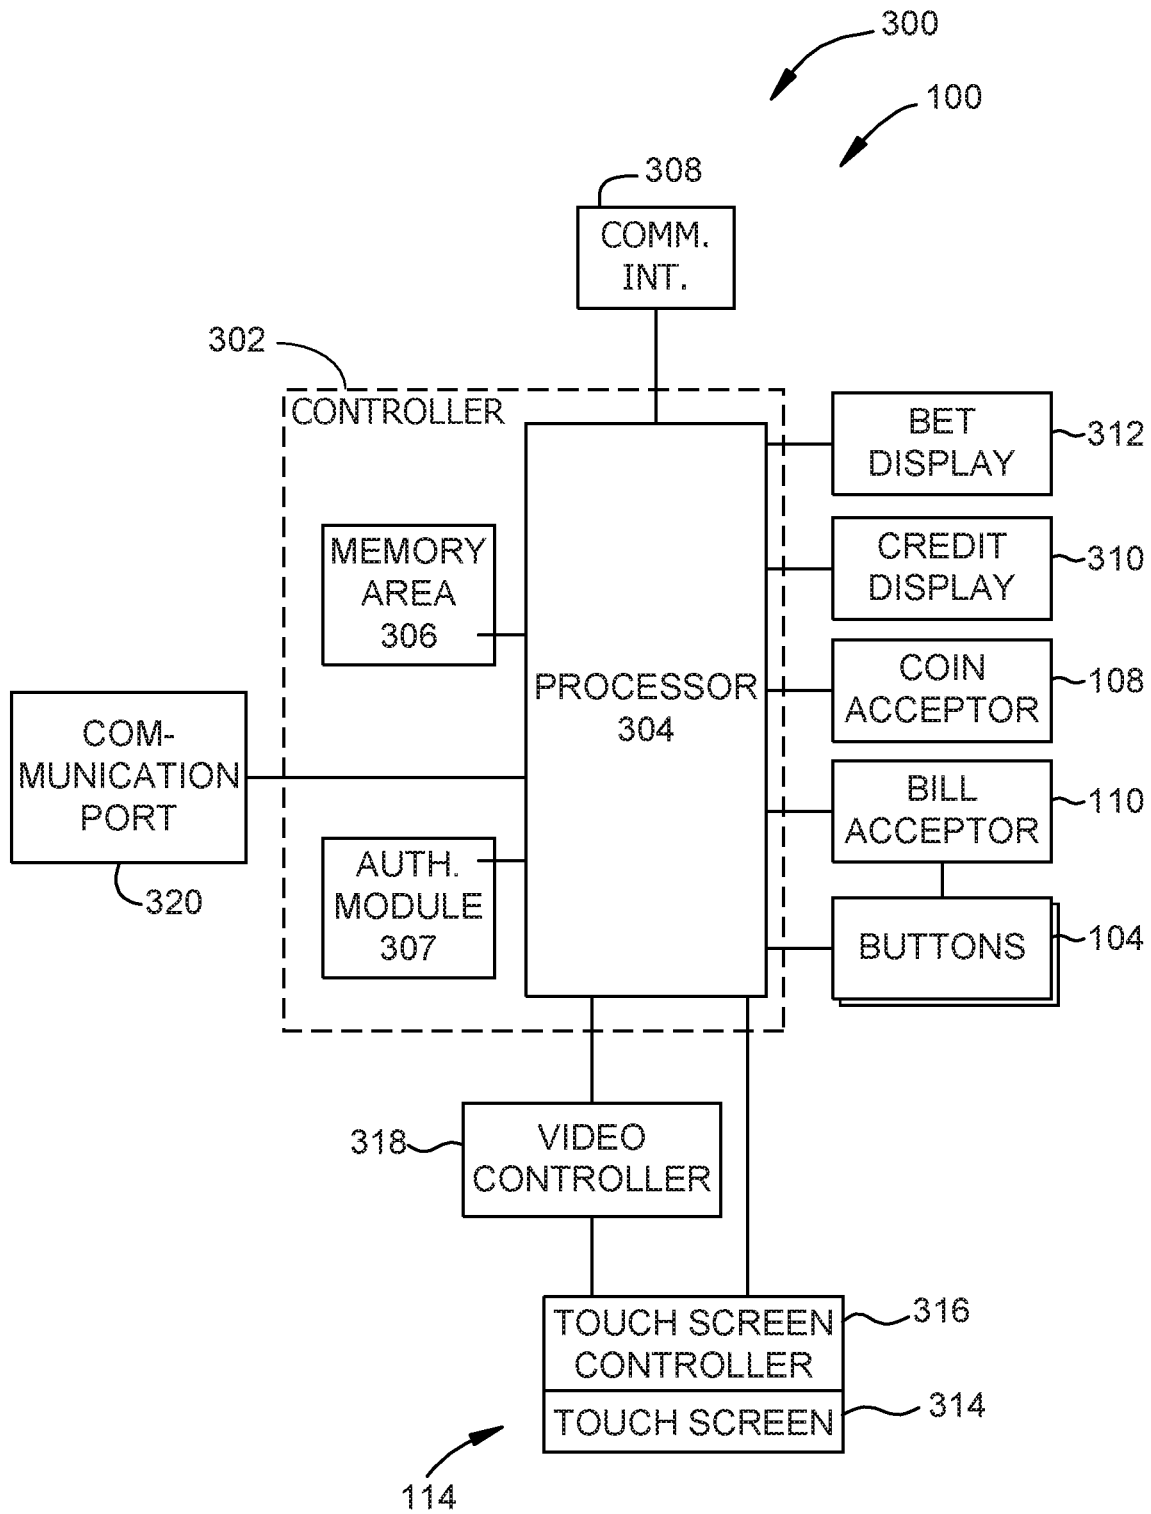 300
100
308
COMM.
INT.
302
CONTROLLER
BET
DISPLAY
312
CREDIT
DISPLAY
310
MEMORY
AREA
306
PROCESSOR
304
COIN
ACCEPTOR
108
COM-
MUNICATION
PORT
320
BILL
ACCEPTOR
110
AUTH.
MODULE
307
BUTTONS
104
318
VIDEO
CONTROLLER
TOUCH SCREEN
CONTROLLER
316
TOUCH SCREEN
314
114